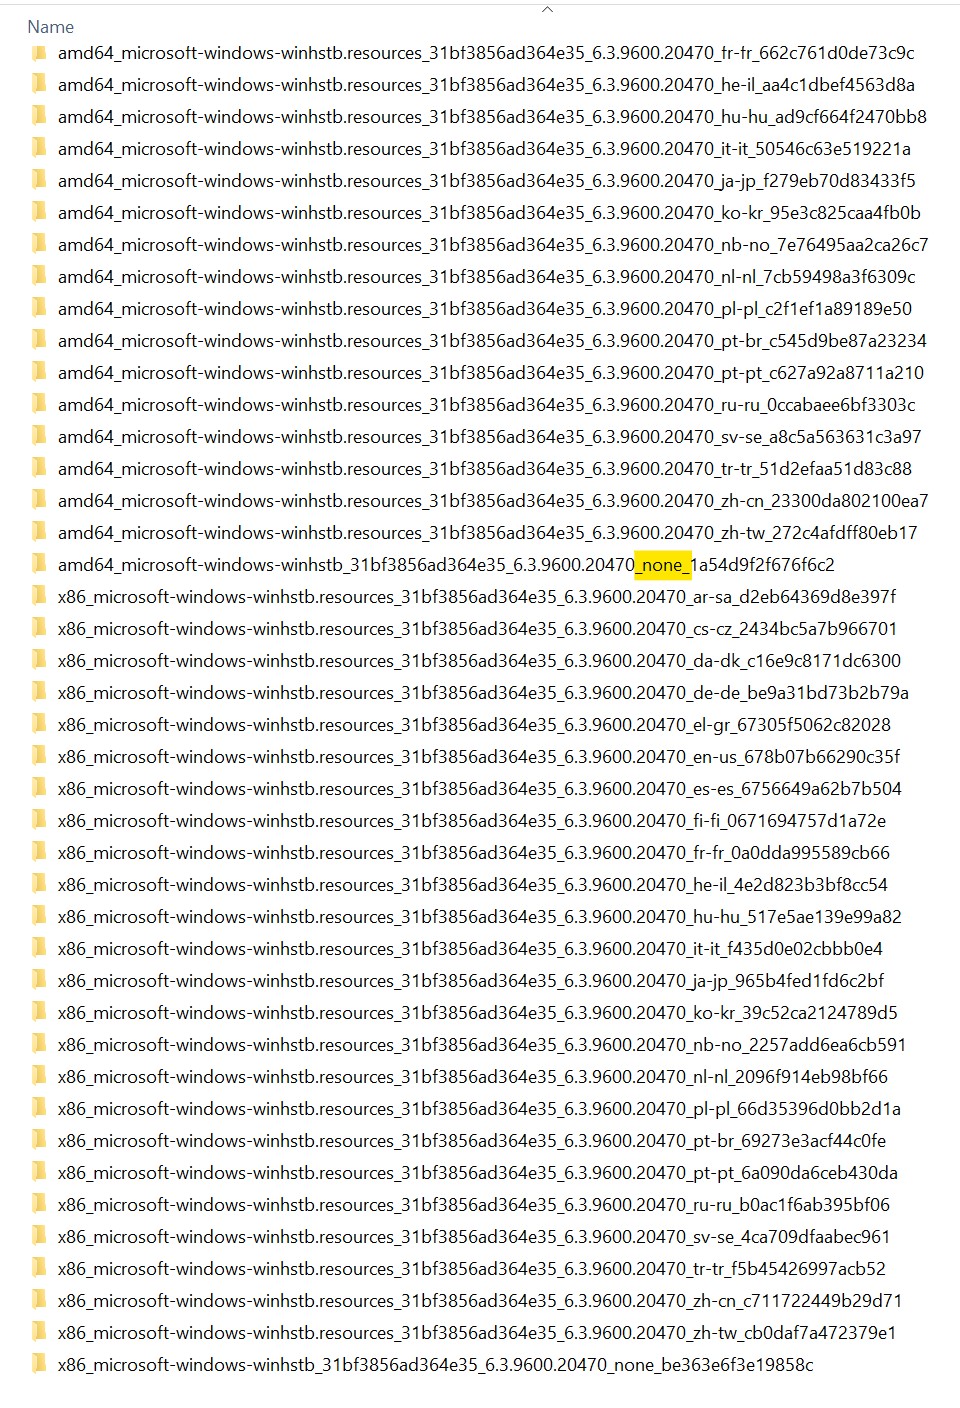 Name
amd64_microsoft-windows-winhstb.resources_31bf3856ad364e35_6.3.9600.20470_fr-fr_662c761d0de73c9c
amd64_microsoft-windows-winhstb.resources_31bf3856ad364e35_6.3.9600.20470_he-il_aa4c1dbef4563d8a
amd64_microsoft-windows-winhstb.resources_31bf3856ad364e35_6.3.9600.20470_hu-hu_ad9cf664f2470bb8
amd64_microsoft-windows-winhstb.resources_31bf3856ad364e35_6.3.9600.20470_it-it_50546c63e519221a
amd64_microsoft-windows-winhstb.resources_31bf3856ad364e35_6.3.9600.20470_ja-jp_f279eb70d83433f5
amd64_microsoft-windows-winhstb.resources_31bf3856ad364e35_6.3.9600.20470_ko-kr_95e3c825caa4fb0b
amd64_microsoft-windows-winhstb.resources_31bf3856ad364e35_6.3.9600.20470_nb-no_7e76495aa2ca26c7
amd64_microsoft-windows-winhstb.resources_31bf3856ad364e35_6.3.9600.20470_nl-nl_7cb59498a3f6309c
amd64_microsoft-windows-winhstb.resources_31bf3856ad364e35_6.3.9600.20470_pl-pl_c2f1ef1a89189e50
amd64_microsoft-windows-winhstb.resources_31bf3856ad364e35_6.3.9600.20470_pt-br_c545d9be87a23234
amd64_microsoft-windows-winhstb.resources_31bf3856ad364e35_6.3.9600.20470_pt-pt_c627a92a8711a210
amd64_microsoft-windows-winhstb.resources_31bf3856ad364e35_6.3.9600.20470_ru-ru_0ccabaee6bf3303c
amd64_microsoft-windows-winhstb.resources_31bf3856ad364e35_6.3.9600.20470_sv-se_a8c5a563631c3a97
amd64_microsoft-windows-winhstb.resources_31bf3856ad364e35_6.3.9600.20470_tr-tr_51d2efaa51d83c88
amd64_microsoft-windows-winhstb.resources_31bf3856ad364e35_6.3.9600.20470_zh-cn_23300da802100ea7
amd64_microsoft-windows-winhstb.resources_31bf3856ad364e35_6.3.9600.20470_zh-tw_272c4afdff80eb17
amd64_microsoft-windows-winhstb_31bf3856ad364e35_6.3.9600.20470_none_1a54d9f2f676f6c2
x86_microsoft-windows-winhstb.resources_31bf3856ad364e35_6.3.9600.20470_ar-sa_d2eb64369d8e397f
x86_microsoft-windows-winhstb.resources_31bf3856ad364e35_6.3.9600.20470_cs-cz_2434bc5a7b966701
x86_microsoft-windows-winhstb.resources_31bf3856ad364e35_6.3.9600.20470_da-dk_c16e9c8171dc6300
x86_microsoft-windows-winhstb.resources_31bf3856ad364e35_6.3.9600.20470_de-de_be9a31bd73b2b79a
x86_microsoft-windows-winhstb.resources_31bf3856ad364e35_6.3.9600.20470_el-gr_67305f5062c82028
x86_microsoft-windows-winhstb.resources_31bf3856ad364e35_6.3.9600.20470_en-us_678b07b66290c35f
x86_microsoft-windows-winhstb.resources_31bf3856ad364e35_6.3.9600.20470_es-es_6756649a62b7b504
x86_microsoft-windows-winhstb.resources_31bf3856ad364e35_6.3.9600.20470_fi-fi_0671694757d1a72e
x86_microsoft-windows-winhstb.resources_31bf3856ad364e35_6.3.9600.20470_fr-fr_0a0dda995589cb66
x86_microsoft-windows-winhstb.resources_31bf3856ad364e35_6.3.9600.20470_he-il_4e2d823b3bf8cc54
x86_microsoft-windows-winhstb.resources_31bf3856ad364e35_6.3.9600.20470_hu-hu_517e5ae139e99a82
x86_microsoft-windows-winhstb.resources_31bf3856ad364e35_6.3.9600.20470_it-it_f435d0e02cbbb0e4
x86_microsoft-windows-winhstb.resources_31bf3856ad364e35_6.3.9600.20470_ja-jp_965b4fed1fd6c2bf
x86_microsoft-windows-winhstb.resources_31bf3856ad364e35_6.3.9600.20470_ko-kr_39c52ca2124789d5
x86_microsoft-windows-winhstb.resources_31bf3856ad364e35_6.3.9600.20470_nb-no_2257add6ea6cb591
x86_microsoft-windows-winhstb.resources_31bf3856ad364e35_6.3.9600.20470_nl-nl_2096f914eb98bf66
x86_microsoft-windows-winhstb.resources_31bf3856ad364e35_6.3.9600.20470_pl-pl_66d35396d0bb2d1a
x86_microsoft-windows-winhstb.resources_31bf3856ad364e35_6.3.9600.20470_pt-br_69273e3acf44c0fe
x86_microsoft-windows-winhstb.resources_31bf3856ad364e35_6.3.9600.20470_pt-pt_6a090da6ceb430da
x86_microsoft-windows-winhstb.resources_31bf3856ad364e35_6.3.9600.20470_ru-ru_b0ac1f6ab395bf06
x86_microsoft-windows-winhstb.resources_31bf3856ad364e35_6.3.9600.20470_sv-se_4ca709dfaabec961
x86_microsoft-windows-winhstb.resources_31bf3856ad364e35_6.3.9600.20470_tr-tr_f5b45426997acb52
x86_microsoft-windows-winhstb.resources_31bf3856ad364e35_6.3.9600.20470_zh-cn_c711722449b29d71
x86_microsoft-windows-winhstb.resources_31bf3856ad364e35_6.3.9600.20470_zh-tw_cb0daf7a472379e1
x86_microsoft-windows-winhstb_31bf3856ad364e35_6.3.9600.20470_none_be363e6f3e19858c